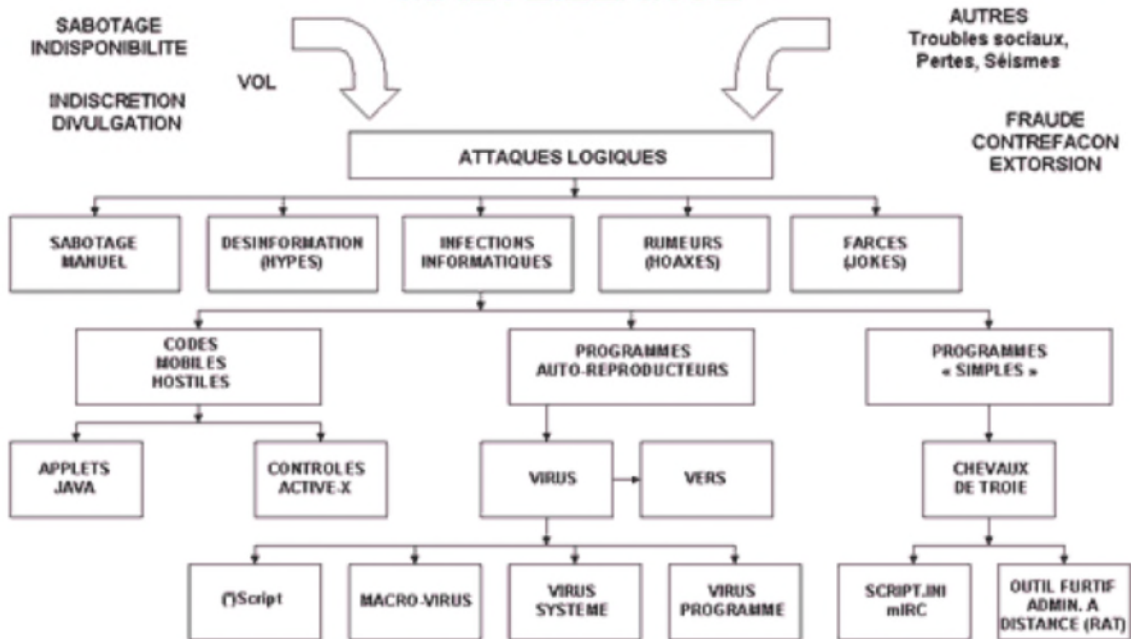 SABOTAGE
INDISPONIBILITE
INDISCRETION
DIVULGATION
VOL
AUTRES
Troubles sociaux,
Pertes, Séismes
FRAUDE
CONTREFACON
EXTORSION
ATTAQUES LOGIQUES
SABOTAGE
MANUEL
DESINFORMATION
(HYPES)
INFECTIONS
INFORMATIQUES
RUMEURS
(HOAXES)
FARCES
(JOKES)
CODES
MOBILES
HOSTILES
PROGRAMMES
AUTO-REPRODUCTEURS
PROGRAMMES
« SIMPLES »
APPLETS
JAVA
CONTROLES
ACTIVE-X
VIRUS
VERS
CHEVAUX
DE TROIE
(*)Script
MACRO-VIRUS
VIRUS
SYSTEME
VIRUS
PROGRAMME
SCRIPT.INI
mIRC
OUTIL FURTIF
ADMIN. A
DISTANCE (RAT)